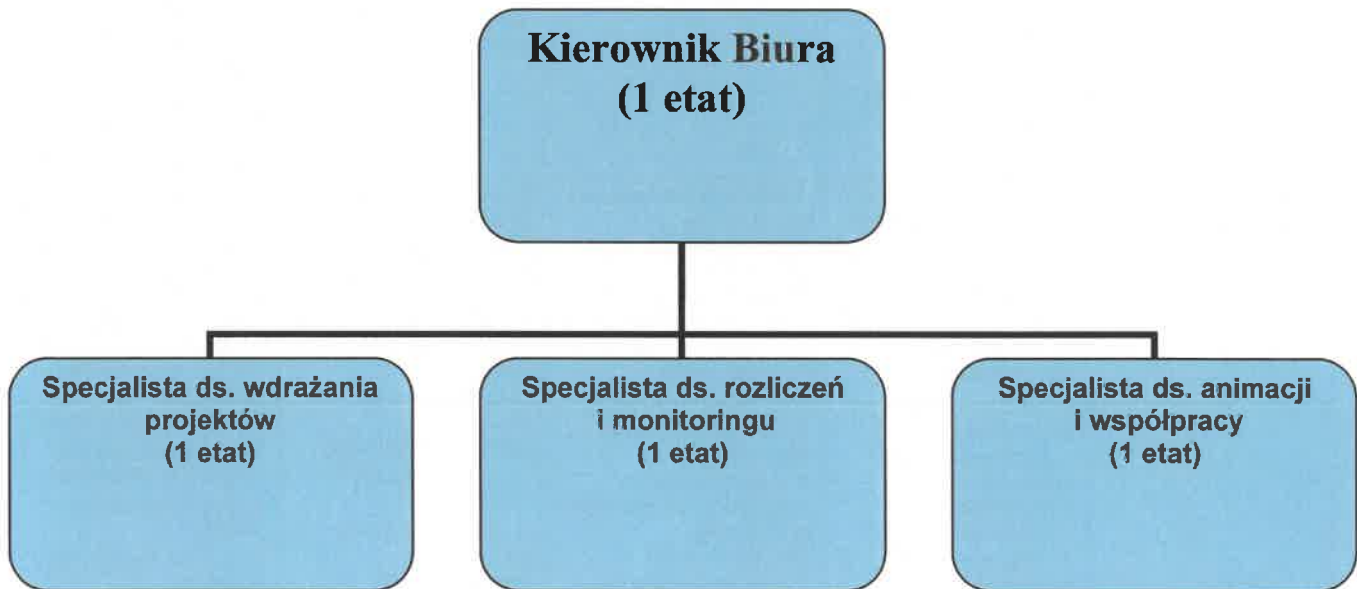 Kierownik Biura
(1 etat)
Specjalista ds. wdrażania
projektów
(1 etat)
Specjalista ds. rozliczeń
i monitoringu
(1 etat)
Specjalista ds. animacji
i współpracy
(1 etat)